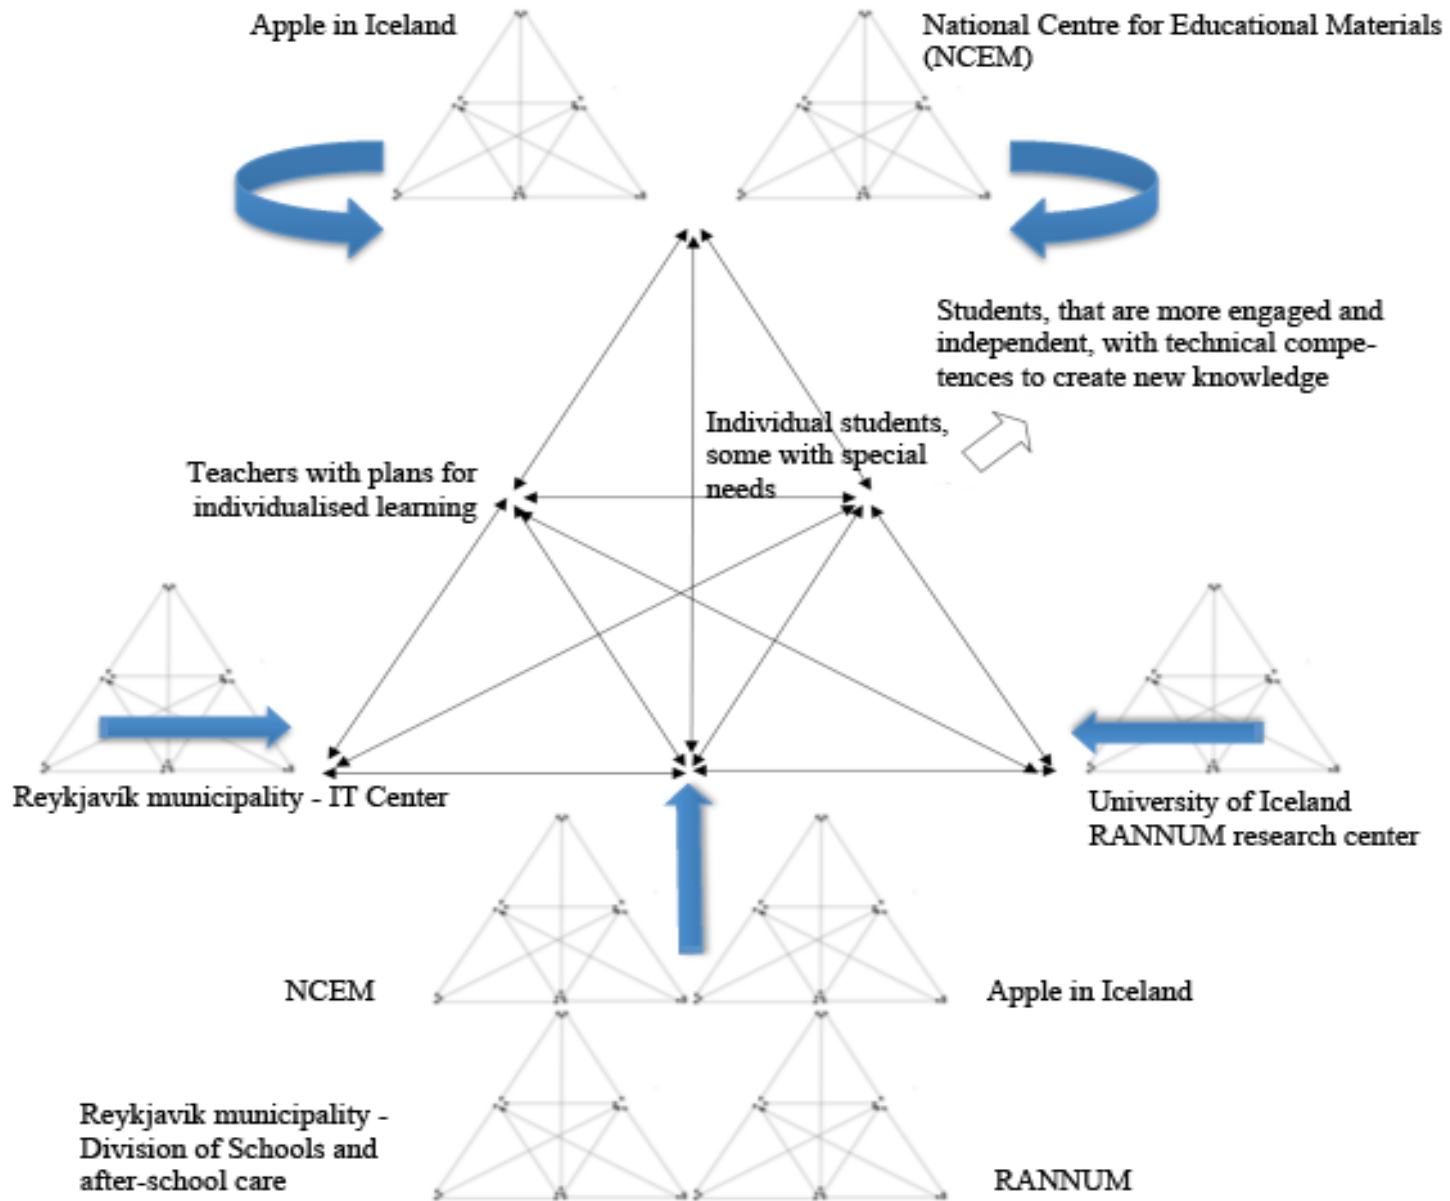 Apple in Iceland
National Centre for Educational Materials
(NCEM)
Students, that are more engaged and
independent, with technical compe-
tences to create new knowledge
Individual students,
some with special
needs
Teachers with plans for
individualised learning
Reykjavík municipality - IT Center
University of Iceland
RANNUM research center
NCEM
Apple in Iceland
Reykjavík municipality -
Division of Schools and
after-school care
RANNUM